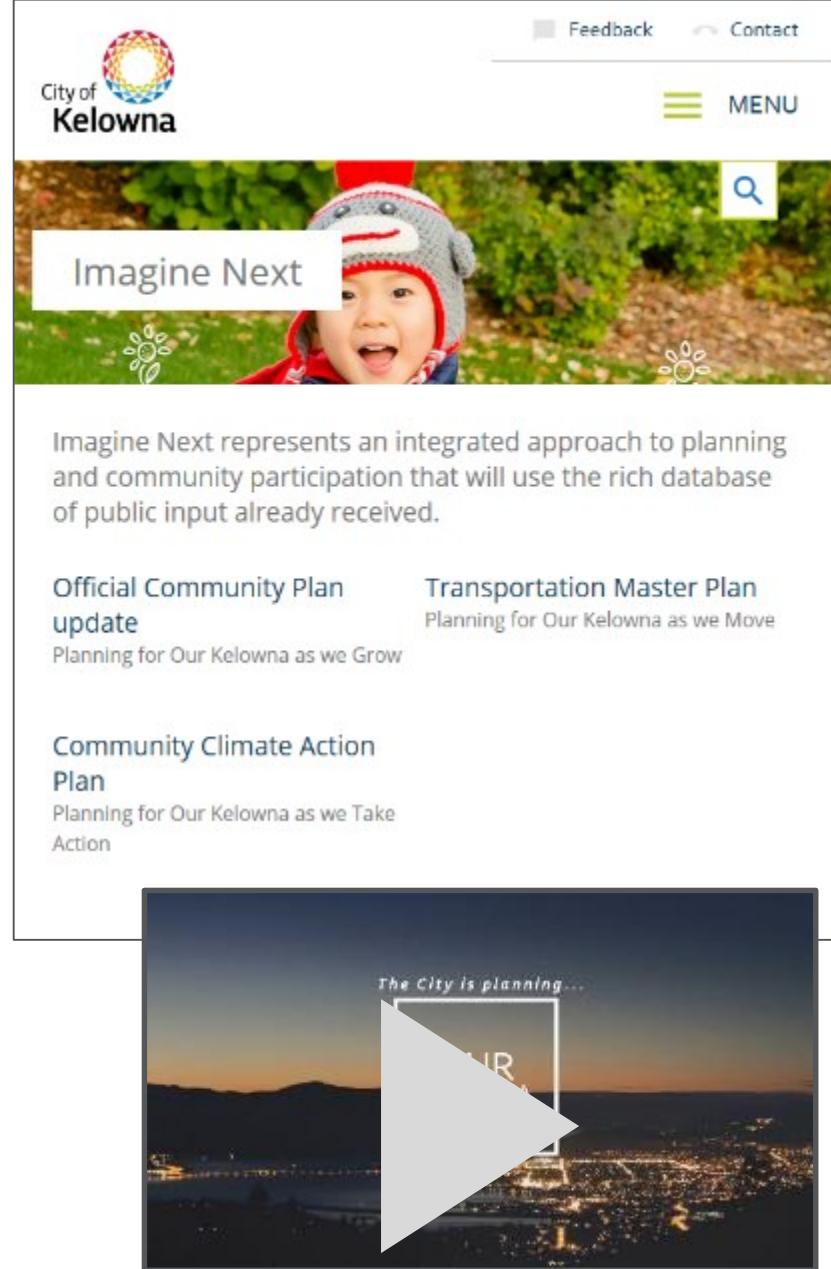 Feedback
Contact
City of
Kelowna
MENU
Imagine Next
Imagine Next represents an integrated approach to planning
and community participation that will use the rich database
of public input already received.
Official Community Plan
update
Planning for Our Kelowna as we Grow
Transportation Master Plan
Planning for Our Kelowna as we Move
Community Climate Action
Plan
Planning for Our Kelowna as we Take
Action
The City is planning...